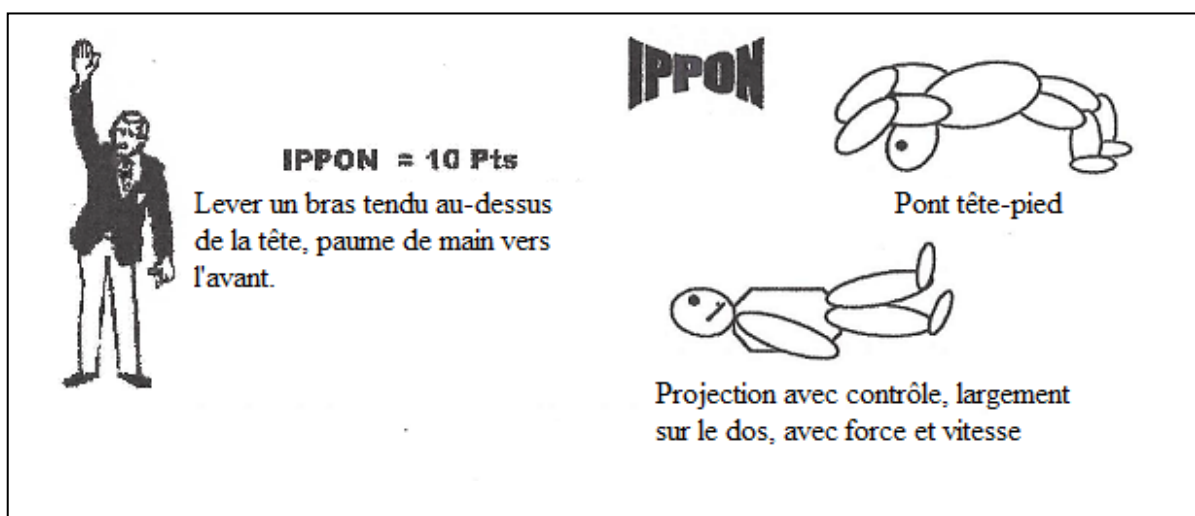 IPPON = 10 Pts
Lever un bras tendu au-dessus
de la tête, paume de main vers
l'avant.
IPPON
Pont tête-pied
Projection avec contrôle, largement
sur le dos, avec force et vitesse